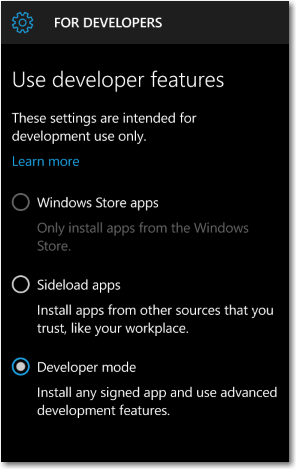 FOR DEVELOPERS
Use developer features
These settings are intended for
development use only.
Learn more
Windows Store apps
Only install apps from the Windows
Store.
Sideload apps
Install apps from other sources that you
trust, like your workplace.
Developer mode
Install any signed app and use advanced
development features.